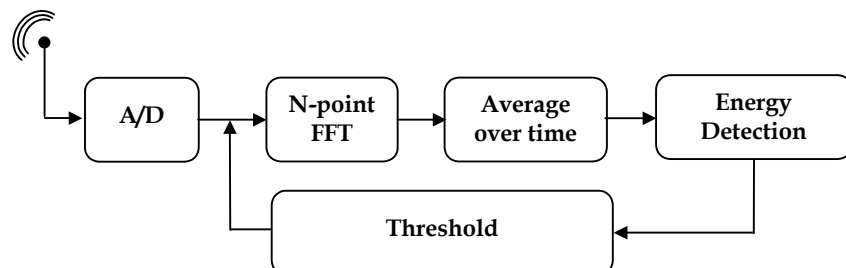 A/D
N-point
FFT
Average
over time
Energy
Detection
Threshold